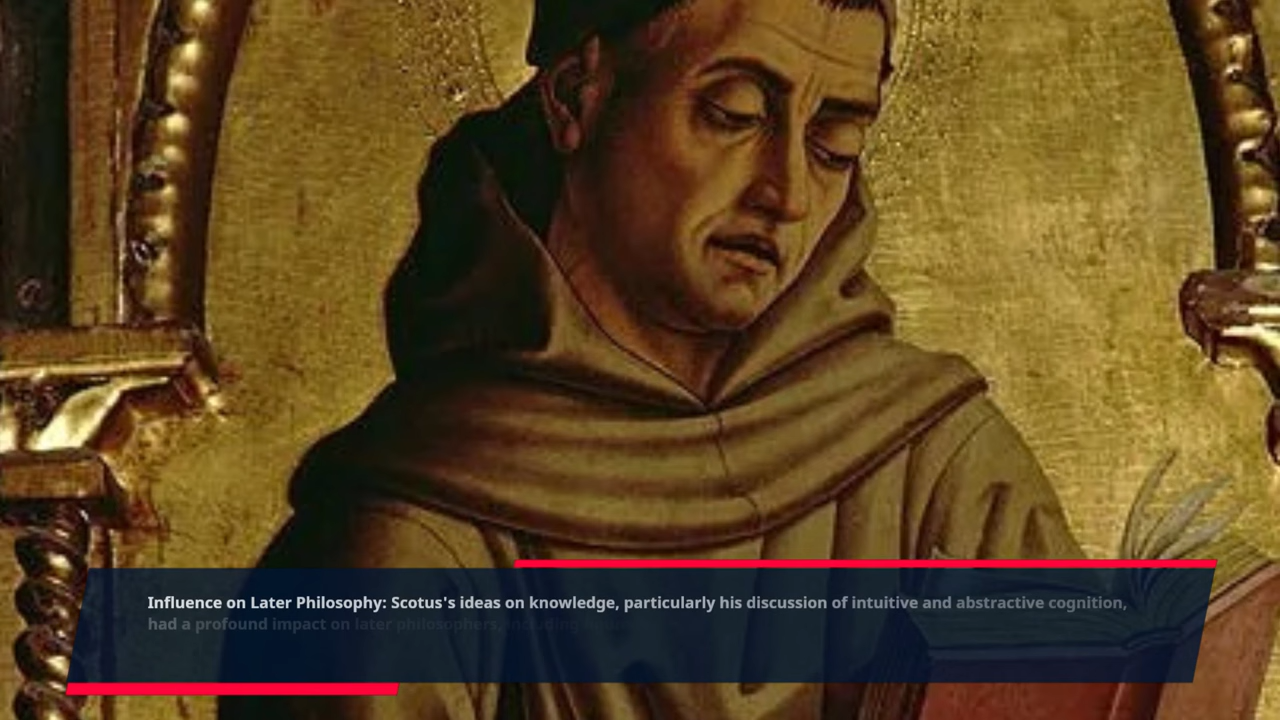 Influence on Later Philosophy: Scotus's ideas on knowledge, particularly his discussion of intuitive and abstractive cognition,
had a profound impact on later philosophers, including